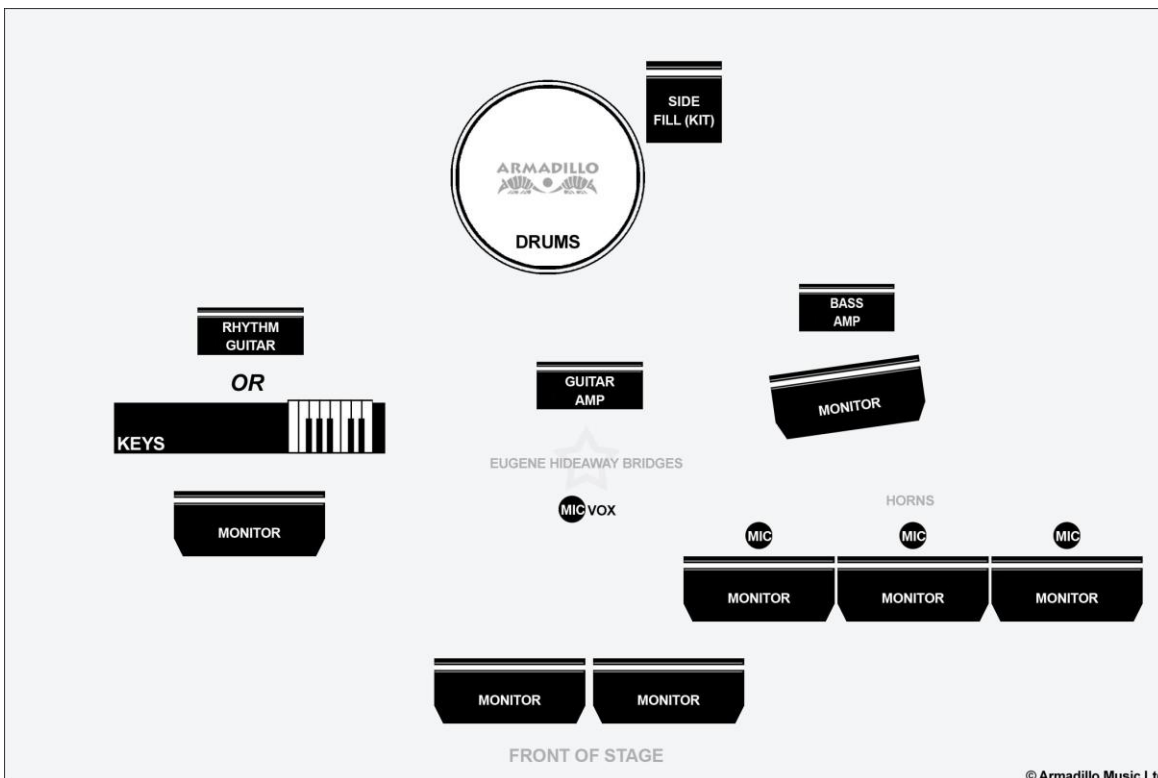 SIDE
FILL (KIT)
ARMADILLO
DRUMS
BASS
AMP
RHYTHM
GUITAR
OR
GUITAR
AMP
MONITOR
KEYS
EUGENE HIDEAWAY BRIDGES
HORNS
MIC VOX
MONITOR
MIC
MIC
MIC
MONITOR
MONITOR
MONITOR
MONITOR
MONITOR
FRONT OF STAGE
© Armadillo Music Lt